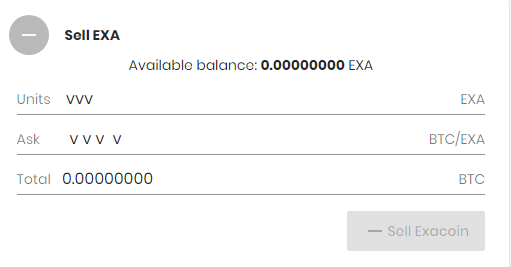 Sell EXA
Available balance: 0.00000000 EXA
Units vvv EXA
Ask v v v v BTC/EXA
Total 0.00000000 BTC
Sell Exacoin